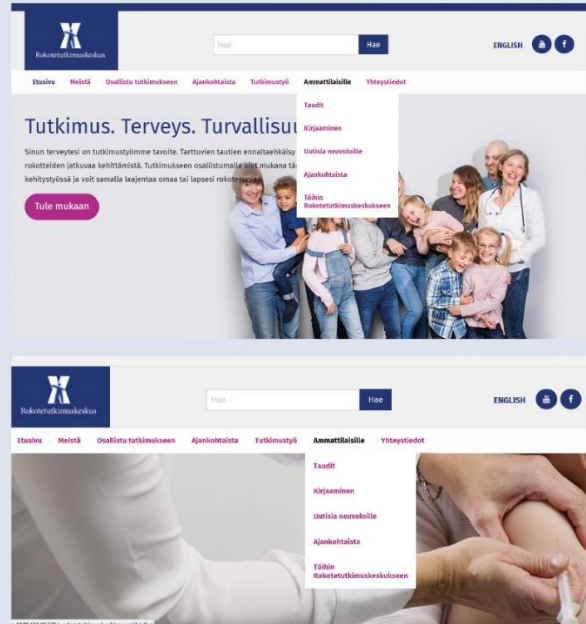 Rokotetutkimuskeskus
Hae
Hae
ENGLISH
Etusivu Meistä Osallistu tutkimukseen Ajankohtaista Tutkimustyö Ammattilaisille Yhteystiedot
Taudit
Kirjaaminen
Uutisia neuvoloille
Ajankohtaista
Töihin
Rokotetutkimuskeskukseen
Tutkimus. Terveys. Turvallisuu
Sinun terveytesi on tutkimustyömme tavoite. Tarttuvien tautien ennaltaehkäisy
rokotteiden jatkuvaa kehittämistä. Tutkimukseen osallistumalla olet mukana tä
kehitystyössä ja voit samalla laajentaa omaa tai lapsesi rokotesuojaa.
Tule mukaan
Rokotetutkimuskeskus
Hae
Hae
ENGLISH
Etusivu Meistä Osallistu tutkimukseen Ajankohtaista Tutkimustyö Ammattilaisille Yhteystiedot
Taudit
Kirjaaminen
Uutisia neuvoloille
Ajankohtaista
Töihin
Rokotetutkimuskeskukseen